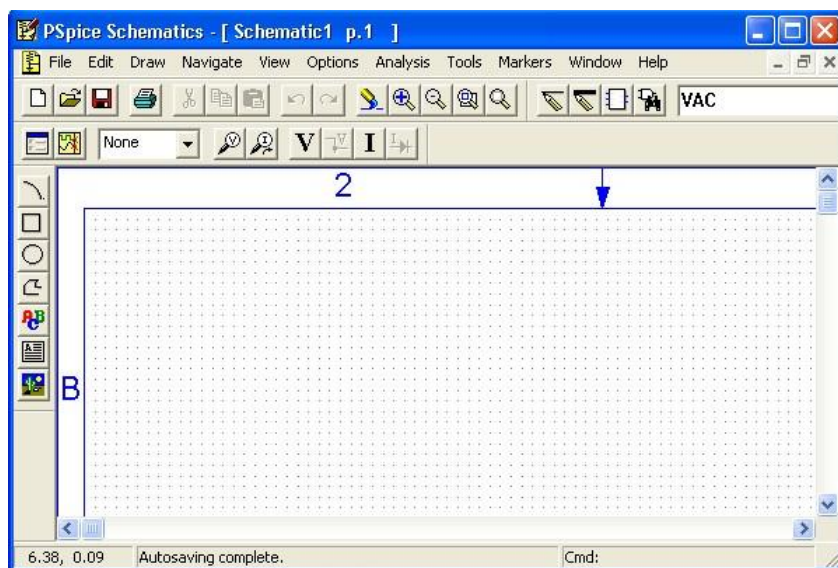 PSpice Schematics - [ Schematic1 p.1 ]
File Edit Draw Navigate View Options Analysis Tools Markers Window Help
VAC
None V I V I
2
ABC
A
B
6.38, 0.09 Autosaving complete. Cmd: